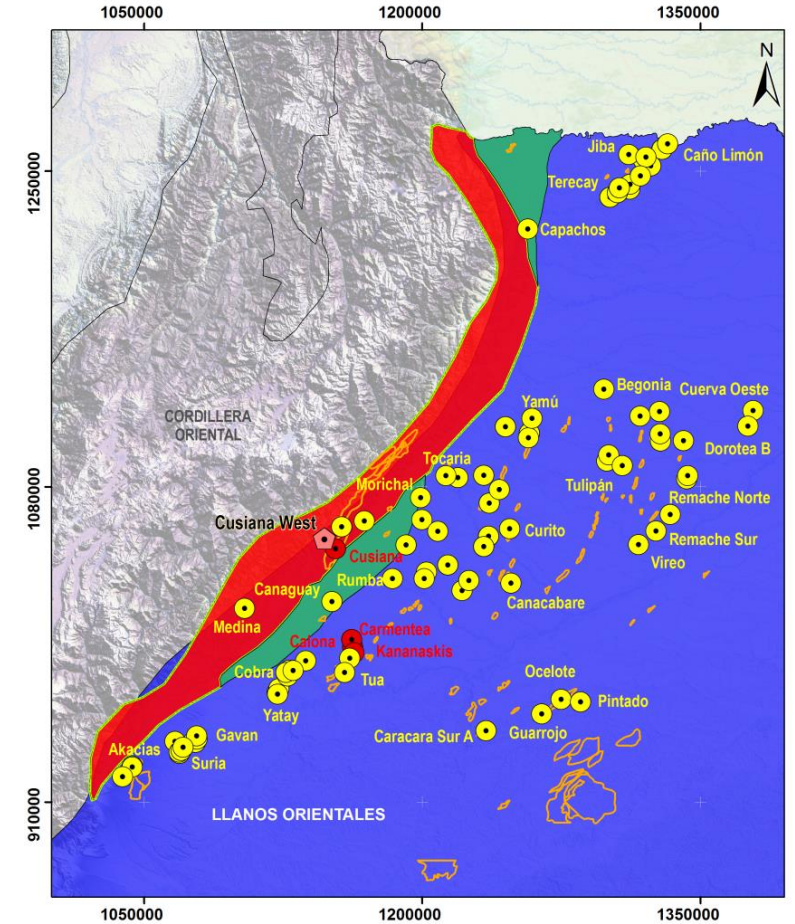 1050000
1200000
1350000
N
Jiba
Caño Limón
1250000
Terecay
Capachos
Begonia
Cuerva Oeste
Yamú
CORDILLERA
ORIENTAL
Dorotea B
Tocaria
Morichal
Tulipán
1080000
Remache Norte
Cusiana West
Curito
Remache Sur
Cusiana
Vireo
Canaguay
Rumba
Canacabare
Medina
Carmentea
Caiona
Kananaskis
Cobra
Tua
Ocelote
Yatay
Pintado
Guarrojo
Caracara Sur A
Gavan
Akacias
Suria
910000
LLANOS ORIENTALES
1050000
1200000
1350000